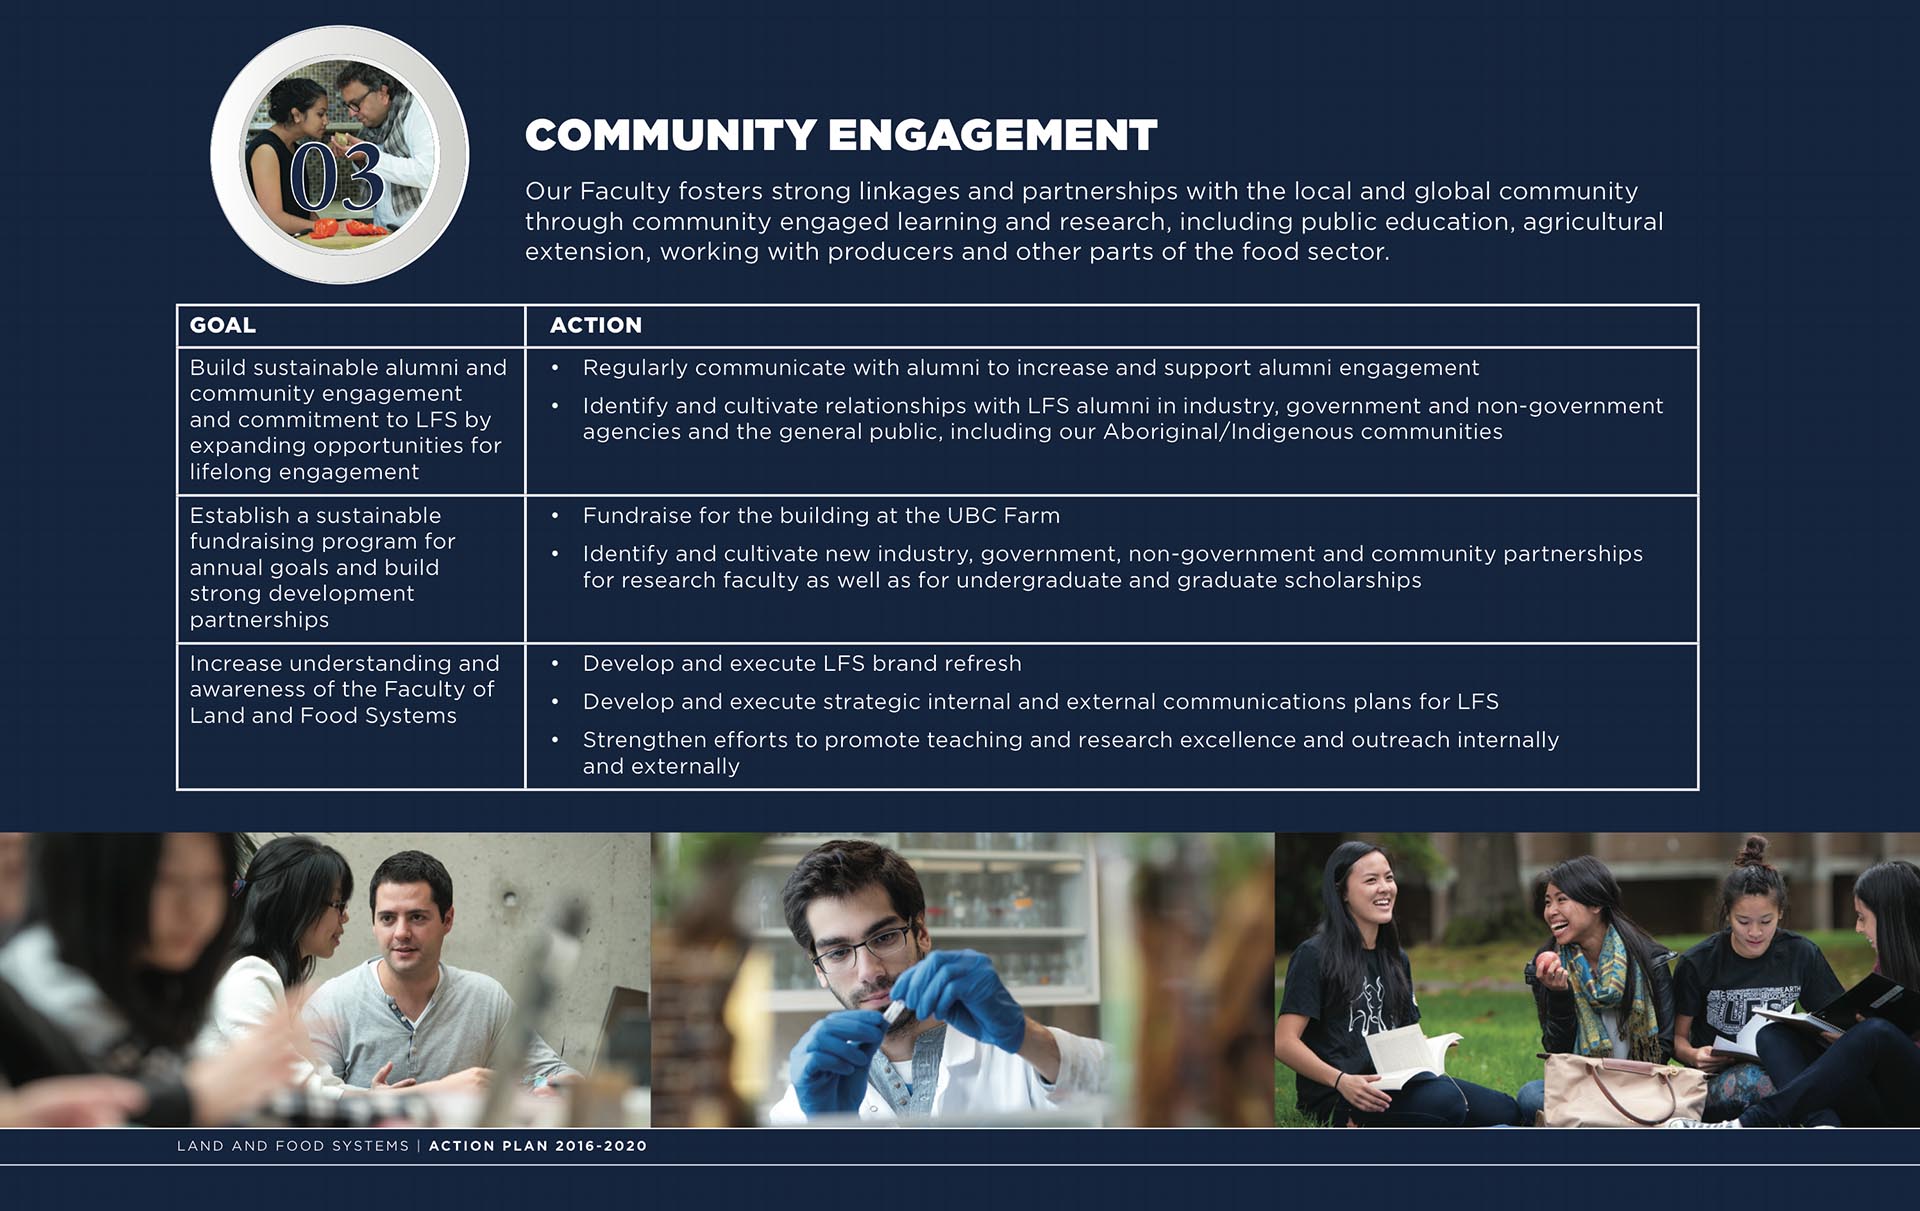 03
COMMUNITY ENGAGEMENT
Our Faculty fosters strong linkages and partnerships with the local and global community
through community engaged learning and research, including public education, agricultural
extension, working with producers and other parts of the food sector.
GOAL
ACTION
Build sustainable alumni and
community engagement
and commitment to LFS by
expanding opportunities for
lifelong engagement
• Regularly communicate with alumni to increase and support alumni engagement
• Identify and cultivate relationships with LFS alumni in industry, government and non-government
agencies and the general public, including our Aboriginal/Indigenous communities
Establish a sustainable
fundraising program for
annual goals and build
strong development
partnerships
• Fundraise for the building at the UBC Farm
• Identify and cultivate new industry, government, non-government and community partnerships
for research faculty as well as for undergraduate and graduate scholarships
Increase understanding and
awareness of the Faculty of
Land and Food Systems
• Develop and execute LFS brand refresh
• Develop and execute strategic internal and external communications plans for LFS
• Strengthen efforts to promote teaching and research excellence and outreach internally
and externally
LAND AND FOOD SYSTEMS | ACTION PLAN 2016-2020